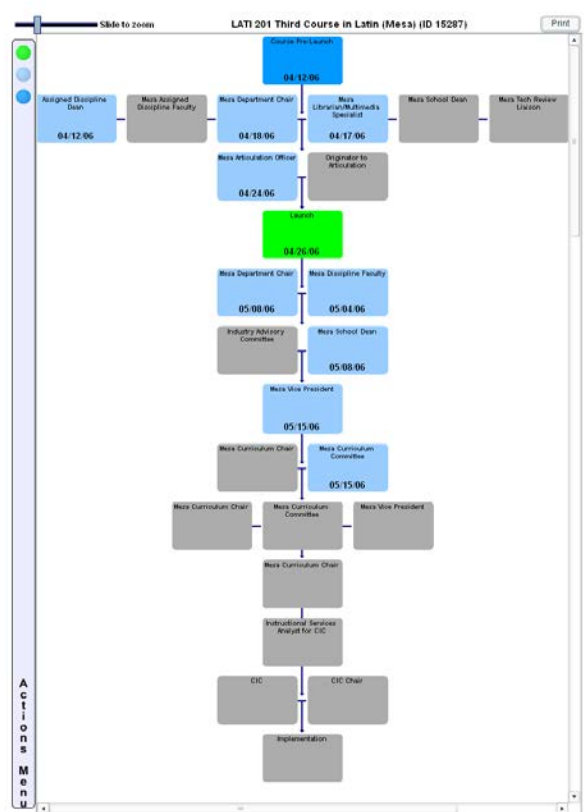 Slide to zoom
LATI 201 Third Course in Latin (Mesa) (ID 15287)
Print
Course Pre-Launch
04/12/06
Assigned Discipline
Dean
04/12/06
Mesa Assigned
Discipline Faculty
Mesa Department Chair
04/18/06
Mesa
Librarian/Multimedia
Specialist
04/17/06
Mesa School Dean
Mesa Tech Review
Liaison
Mesa Articulation Officer
04/24/06
Originator to
Articulation
Launch
04/26/06
Mesa Department Chair
05/08/06
Mesa Discipline Faculty
05/04/06
Industry Advisory
Committee
Mesa School Dean
05/08/06
Mesa Vice President
05/15/06
Mesa Curriculum Chair
Mesa Curriculum
Committee
05/15/06
Mesa Curriculum Chair
Mesa Curriculum
Committee
Mesa Vice President
Mesa Curriculum Chair
Instructional Services
Analyst for CIC
CIC
CIC Chair
Implementation
Actions Menu